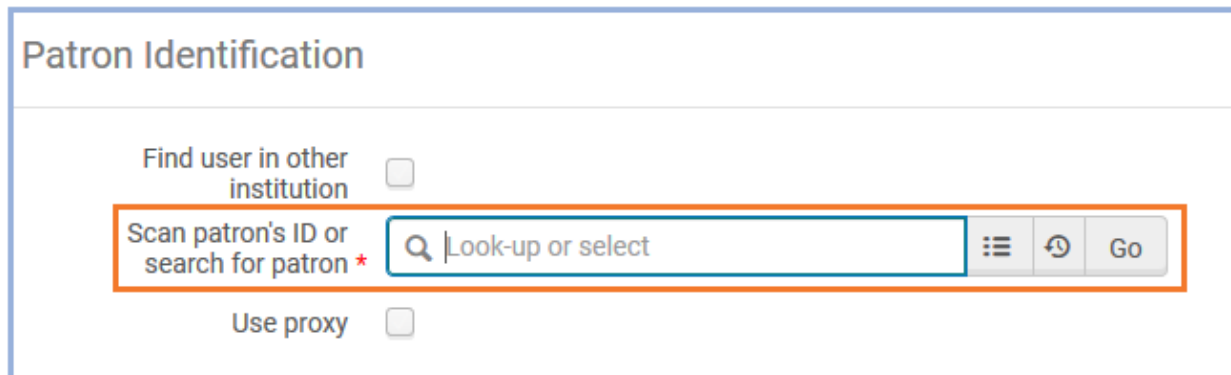 Patron Identification
Find user in other
institution
Scan patron's ID or
search for patron *
Look-up or select
Go
Use proxy